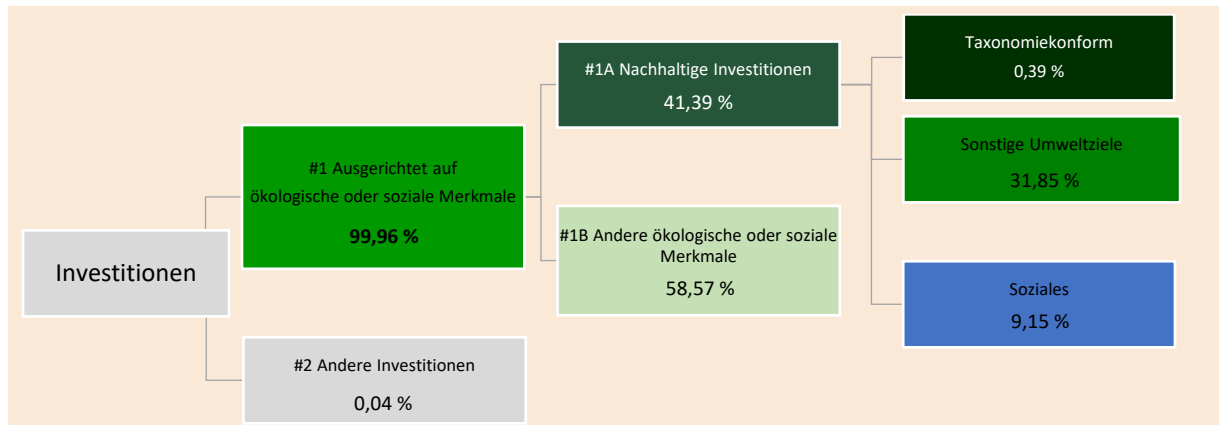 Investitionen
#1 Ausgerichtet auf
ökologische oder soziale Merkmale
99,96 %
#2 Andere Investitionen
0,04 %
#1A Nachhaltige Investitionen
41,39 %
#1B Andere ökologische oder soziale
Merkmale
58,57 %
Taxonomiekonform
0,39 %
Sonstige Umweltziele
31,85 %
Soziales
9,15 %